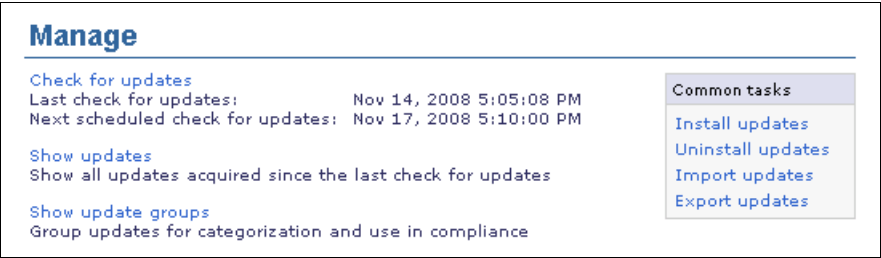 Manage
Check for updates
Last check for updates: Nov 14, 2008 5:05:08 PM
Next scheduled check for updates: Nov 17, 2008 5:10:00 PM
Show updates
Show all updates acquired since the last check for updates
Show update groups
Group updates for categorization and use in compliance
Common tasks
Install updates
Uninstall updates
Import updates
Export updates